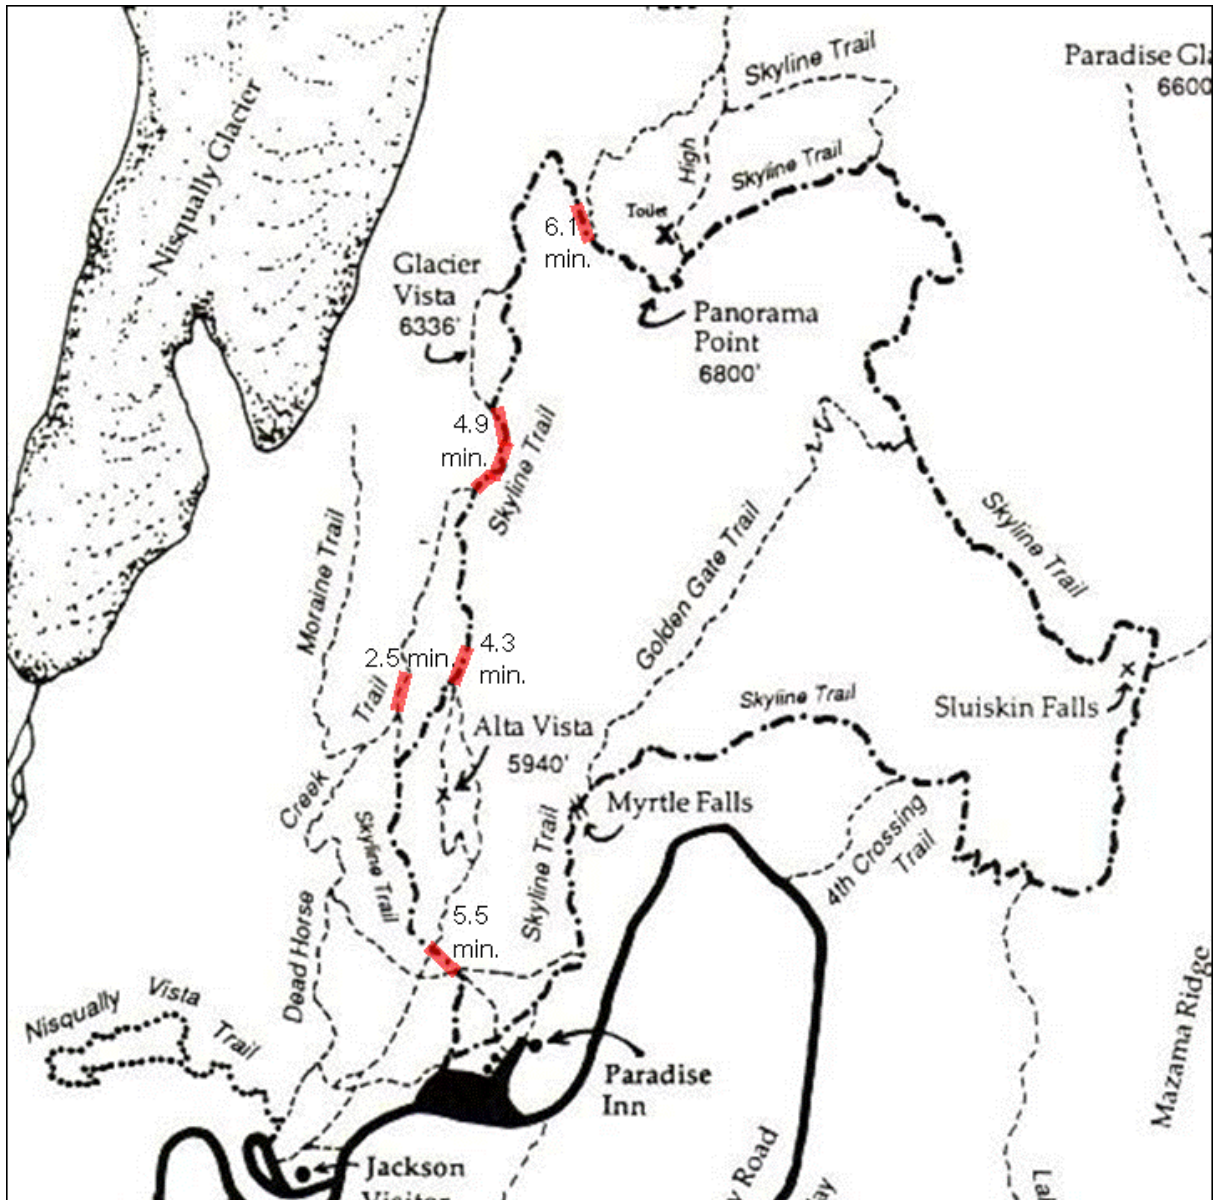 Skyline Trail
Paradise Gla
6600
Nisqually Glacier
High
Skyline Trail
Toilet
6.1
min.
Glacier
Vista
6336'
Panorama
Point
6800'
4.9
min.
Skyline Trail
Moraine Trail
Golden Gate Trail
Skyline Trail
4.3
min.
2.5 min.
Trail
Creek
Alta Vista
5940'
Skyline Trail
Sluiskin Falls
Myrtle Falls
4th Crossing
Trail
Skyline Trail
Skyline Trail
5.5
min.
Dead Horse
Nisqually Vista Trail
Mazama Ridge
Paradise
Inn
Jackson
Visitor
y Road